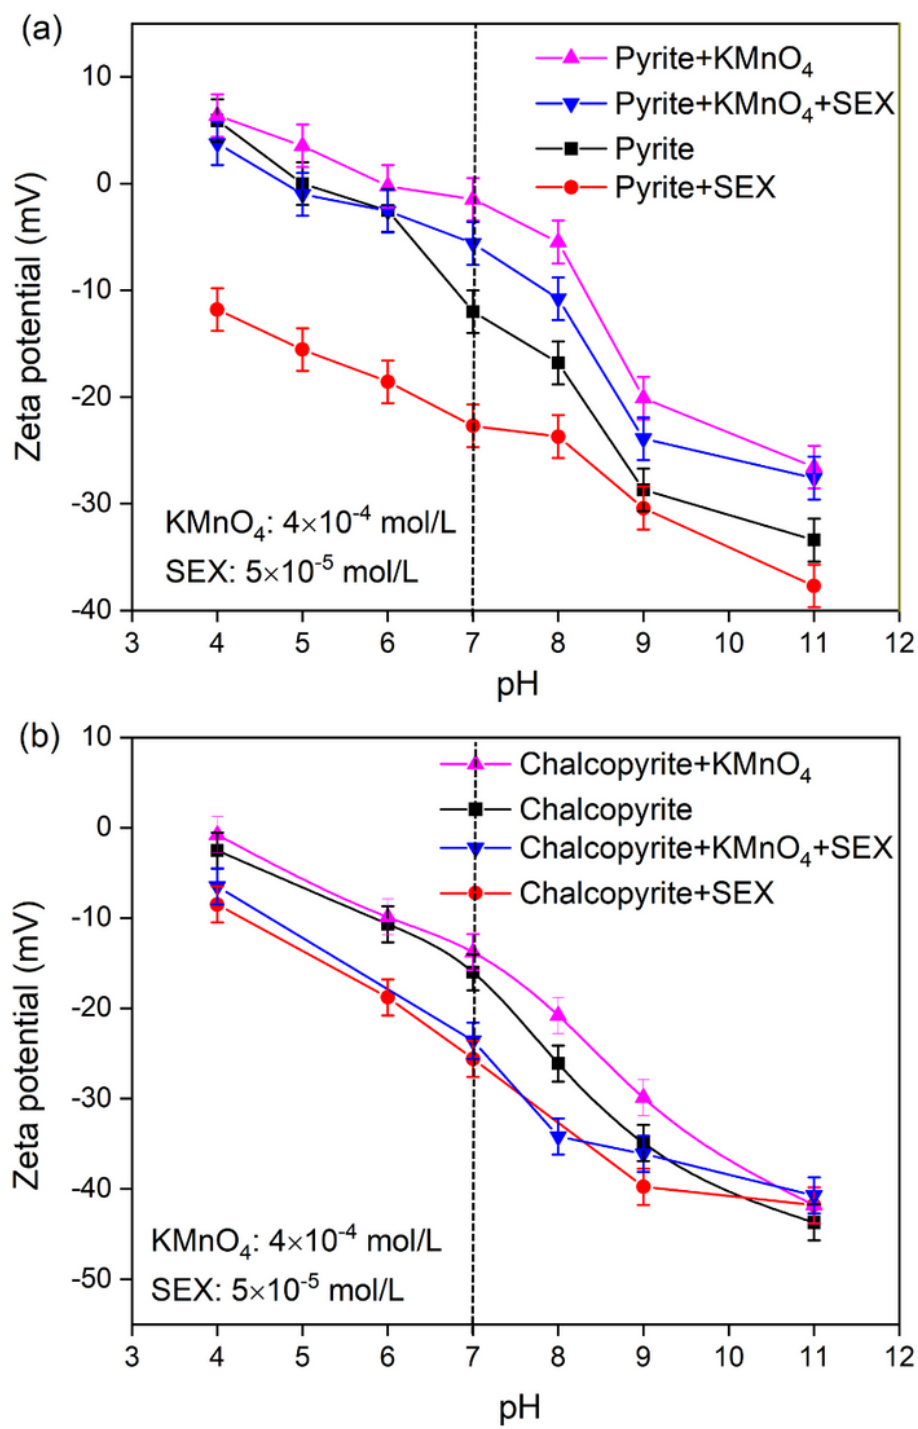 (a)
Pyrite+KMnO₄
Pyrite+KMnO₄+SEX
Pyrite
Pyrite+SEX
10
0
-10
-20
-30
-40
Zeta potential (mV)
KMnO₄: 4×10⁻⁴ mol/L
SEX: 5×10⁻⁵ mol/L
3 4 5 6 7 8 9 10 11 12
pH
(b)
Chalcopyrite+KMnO₄
Chalcopyrite
Chalcopyrite+KMnO₄+SEX
Chalcopyrite+SEX
10
0
-10
-20
-30
-40
-50
Zeta potential (mV)
KMnO₄: 4×10⁻⁴ mol/L
SEX: 5×10⁻⁵ mol/L
3 4 5 6 7 8 9 10 11 12
pH